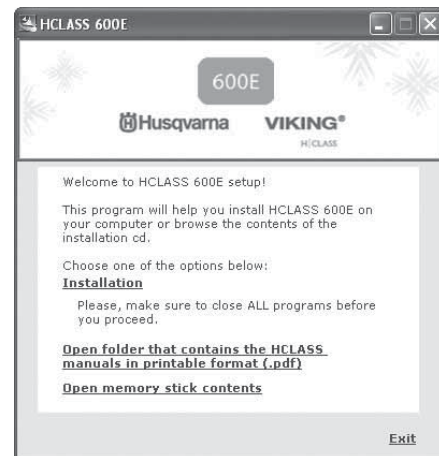 HCLASS 600E
600E
Husqvarna VIKING®
H|CLASS
Welcome to HCLASS 600E setup!
This program will help you install HCLASS 600E on
your computer or browse the contents of the
installation cd.
Choose one of the options below:
Installation
Please, make sure to close ALL programs before
you proceed.
Open folder that contains the HCLASS
manuals in printable format (.pdf)
Open memory stick contents
Exit